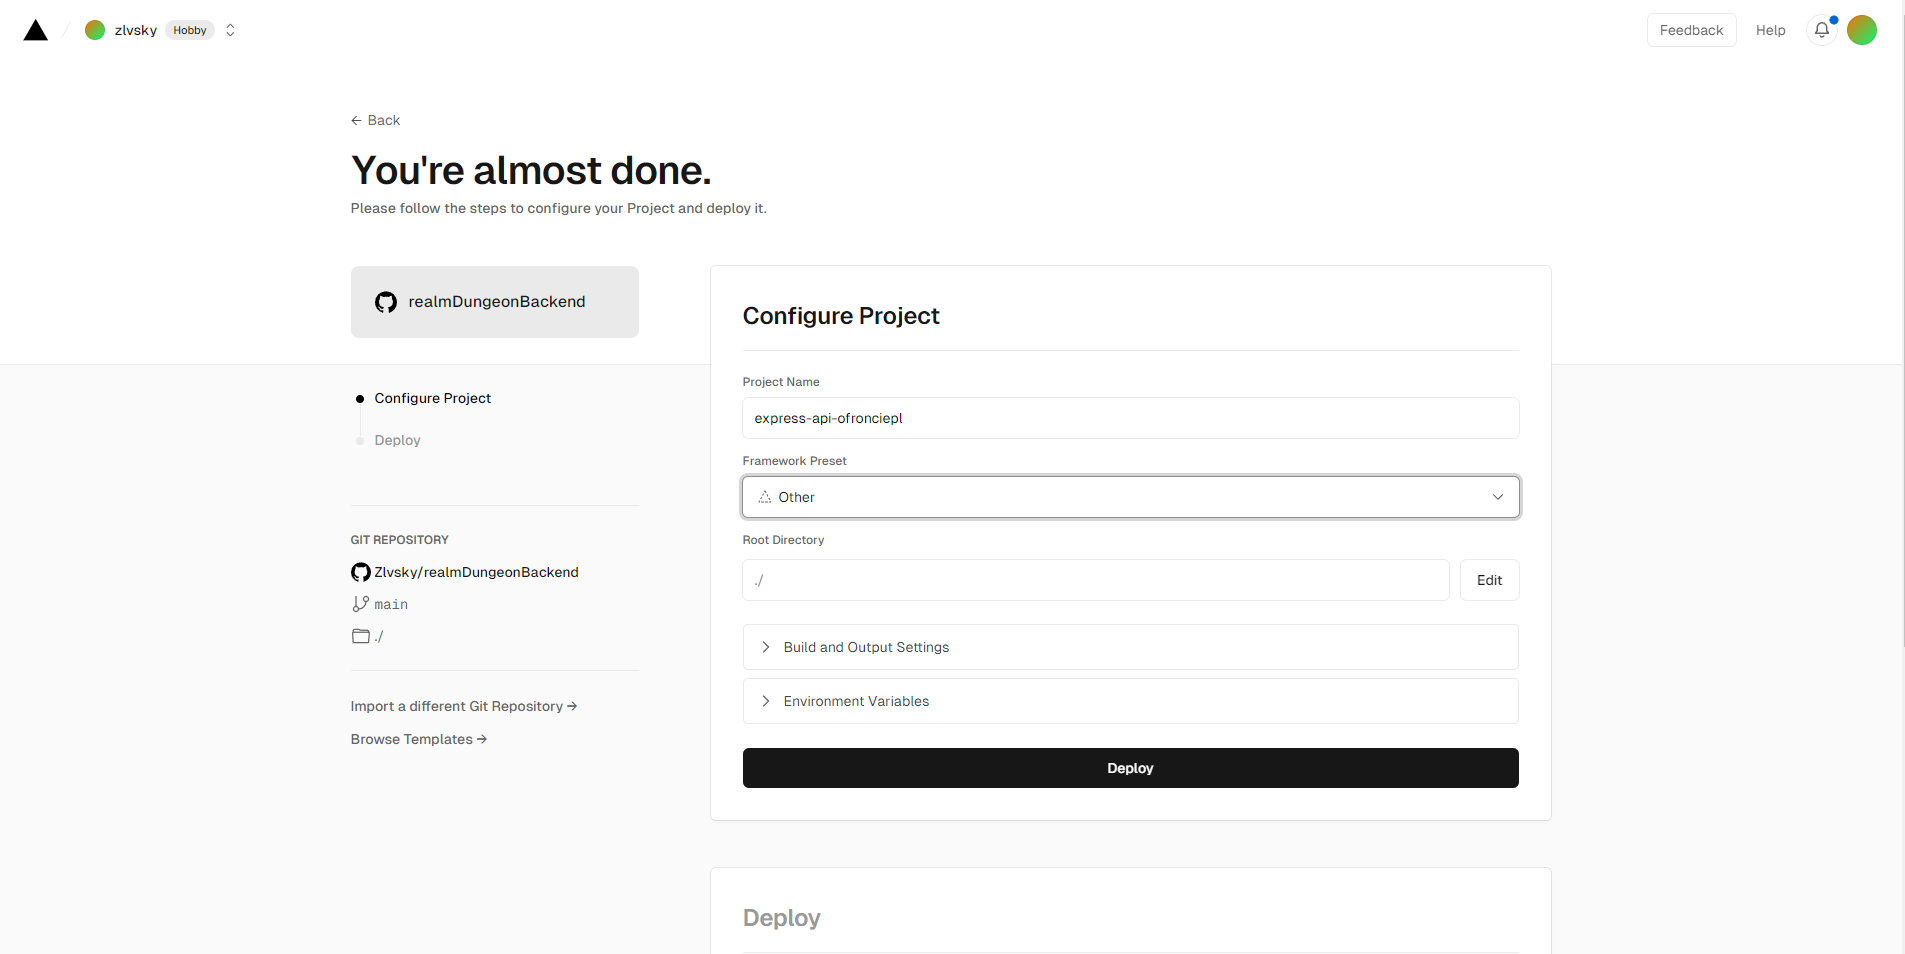 zlvsky Hobby
Feedback Help
← Back
You're almost done.
Please follow the steps to configure your Project and deploy it.
realmDungeonBackend
Configure Project
Deploy
GIT REPOSITORY
Zlvsky/realmDungeonBackend
main
./
Import a different Git Repository →
Browse Templates →
Configure Project
Project Name
express-api-ofronciepl
Framework Preset
Other
Root Directory
./ Edit
Build and Output Settings
Environment Variables
Deploy
Deploy